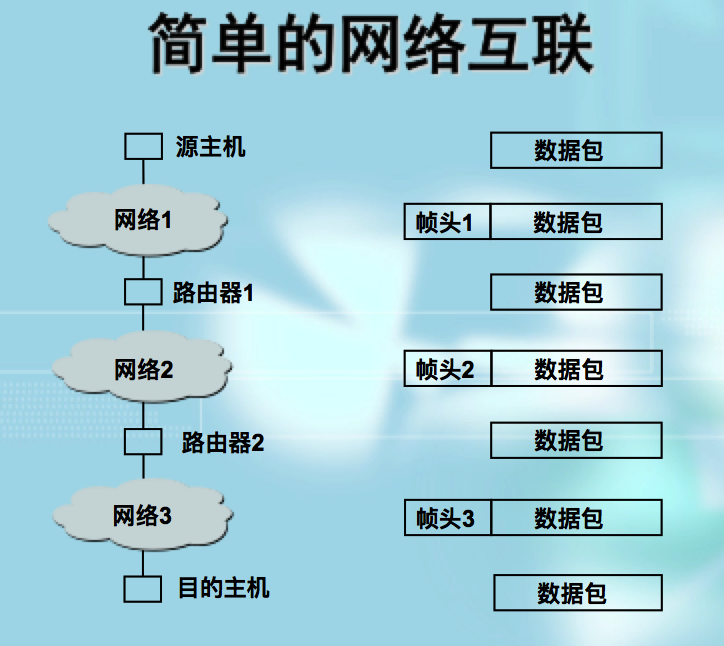 简单的网络互联
源主机
数据包
网络1
帧头1 数据包
路由器1
数据包
网络2
帧头2 数据包
路由器2
数据包
网络3
帧头3 数据包
目的主机
数据包